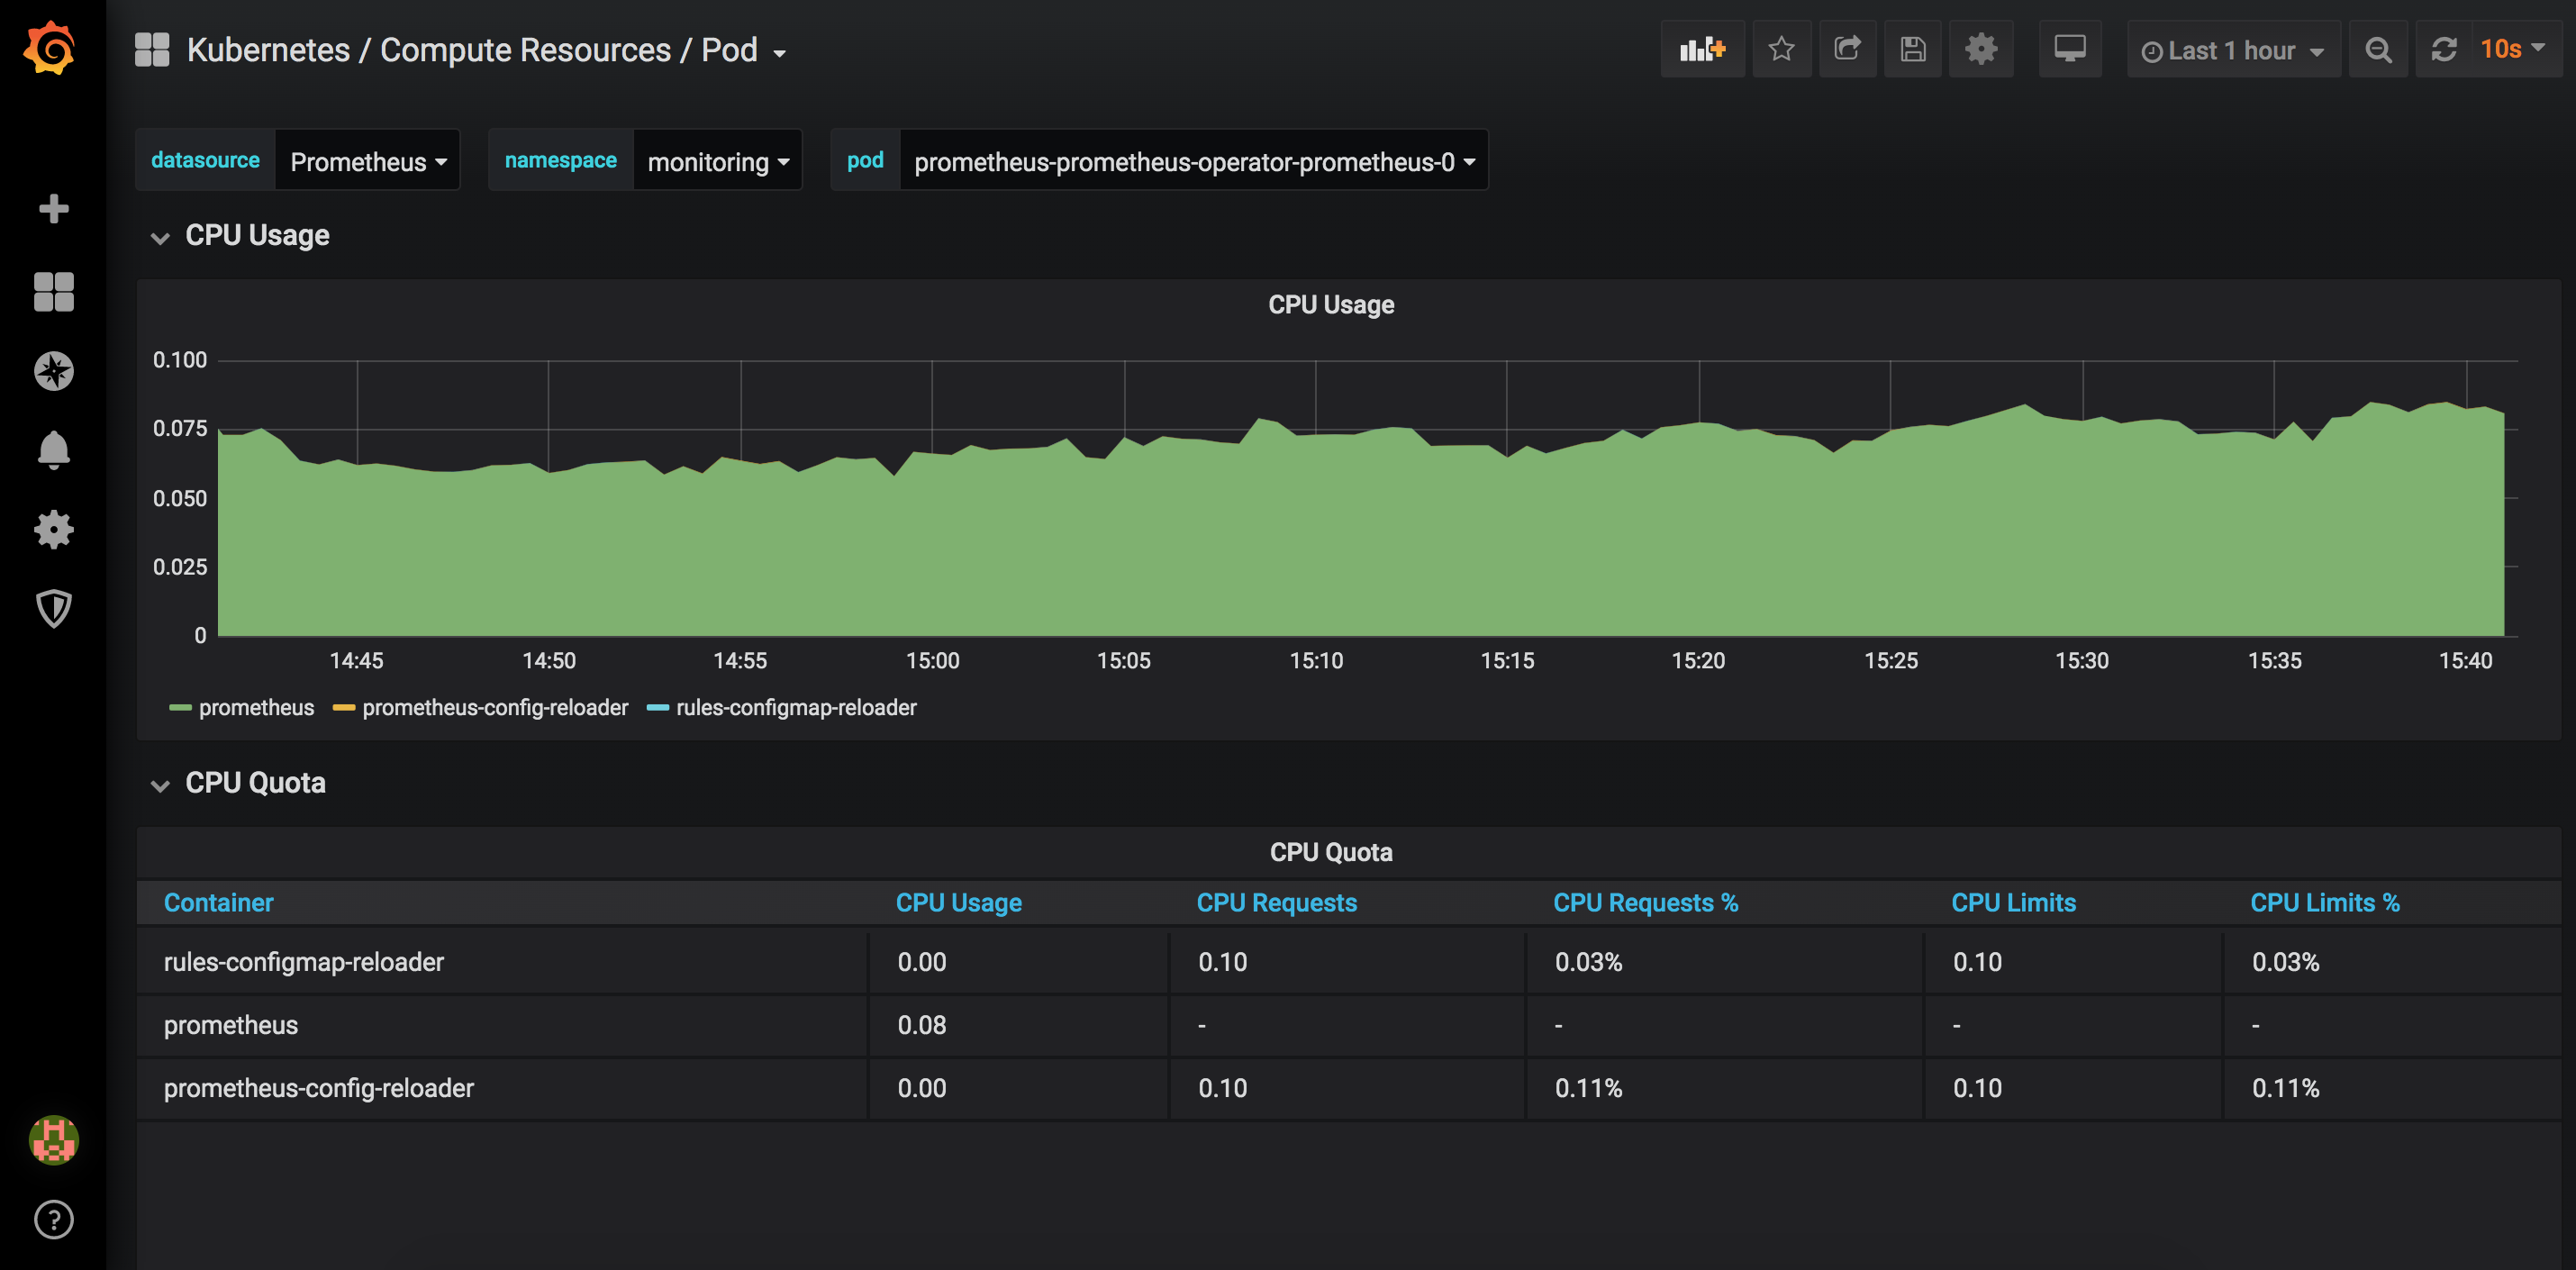 Kubernetes / Compute Resources / Pod
Last 1 hour
10s
datasource Prometheus namespace monitoring pod prometheus-prometheus-operator-prometheus-0
CPU Usage
CPU Usage
0.100
0.075
0.050
0.025
0
14:45 14:50 14:55 15:00 15:05 15:10 15:15 15:20 15:25 15:30 15:35 15:40
prometheus prometheus-config-reloader rules-configmap-reloader
CPU Quota
CPU Quota
Container CPU Usage CPU Requests CPU Requests % CPU Limits CPU Limits %
rules-configmap-reloader 0.00 0.10 0.03% 0.10 0.03%
prometheus 0.08 - - - -
prometheus-config-reloader 0.00 0.10 0.11% 0.10 0.11%
?